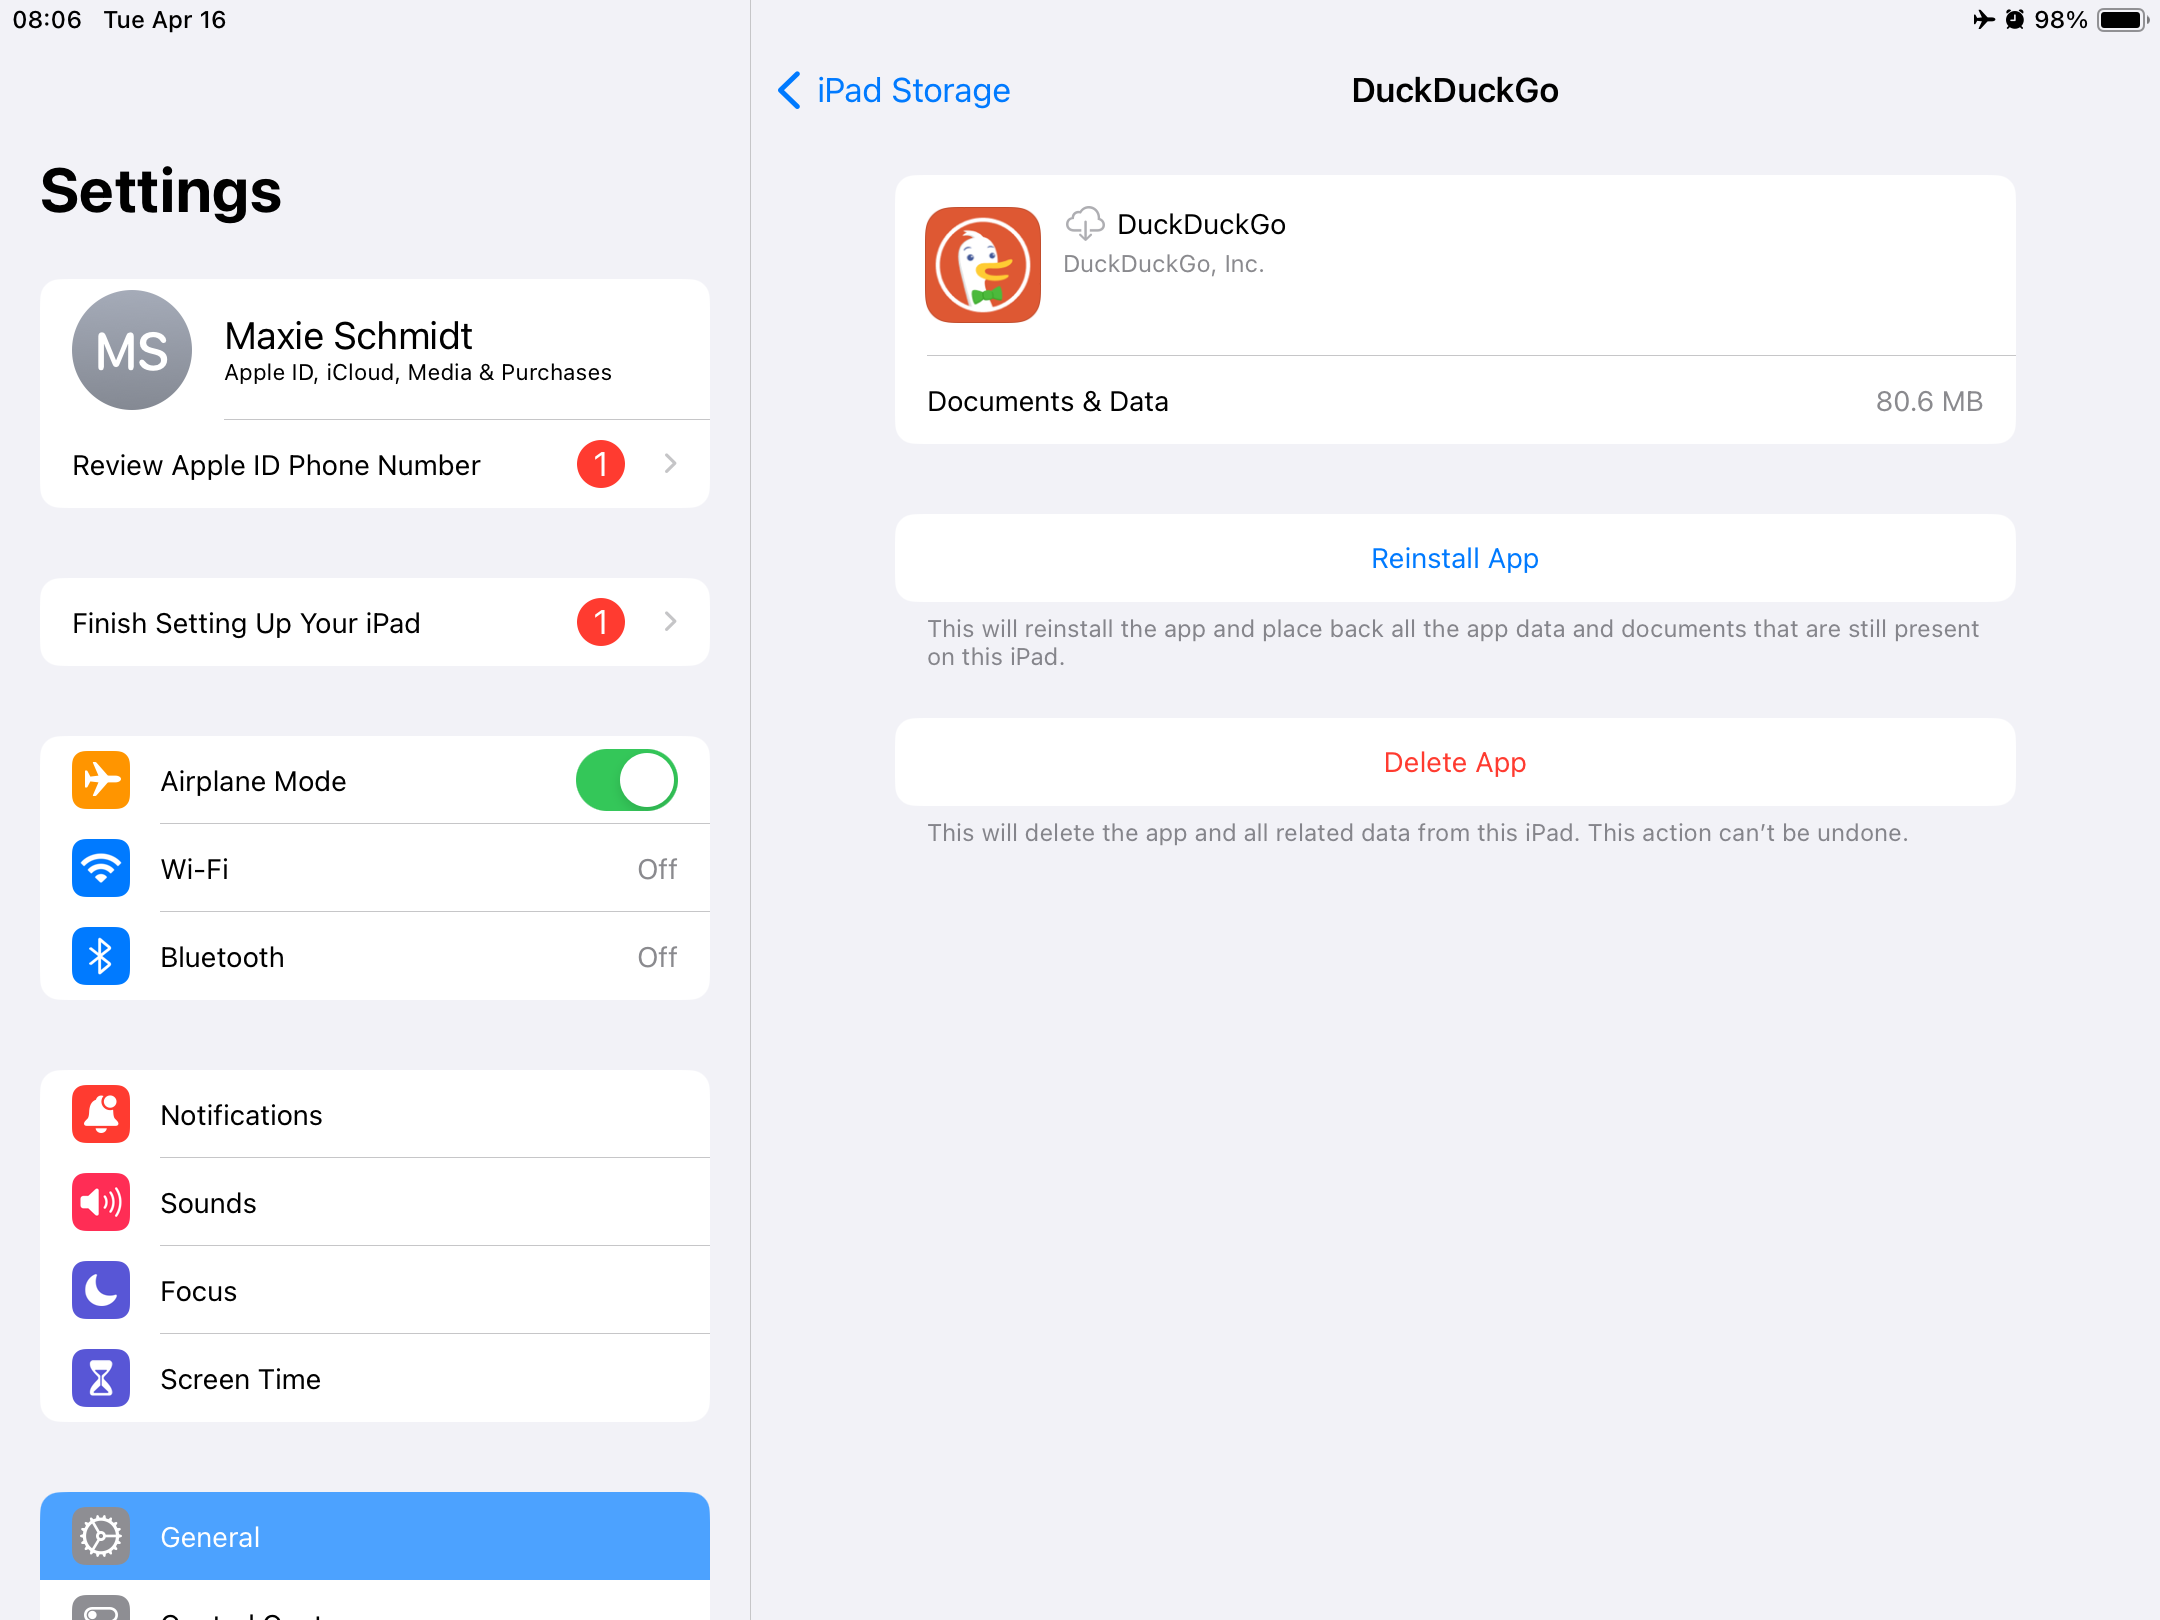 08:06 Tue Apr 16
98%
Settings
MS
Maxie Schmidt
Apple ID, iCloud, Media & Purchases
Review Apple ID Phone Number
1
Finish Setting Up Your iPad
1
Airplane Mode
Wi-Fi
Off
Bluetooth
Off
Notifications
Sounds
Focus
Screen Time
General
iPad Storage
DuckDuckGo
DuckDuckGo
DuckDuckGo, Inc.
Documents & Data
80.6 MB
Reinstall App
This will reinstall the app and place back all the app data and documents that are still present
on this iPad.
Delete App
This will delete the app and all related data from this iPad. This action can’t be undone.